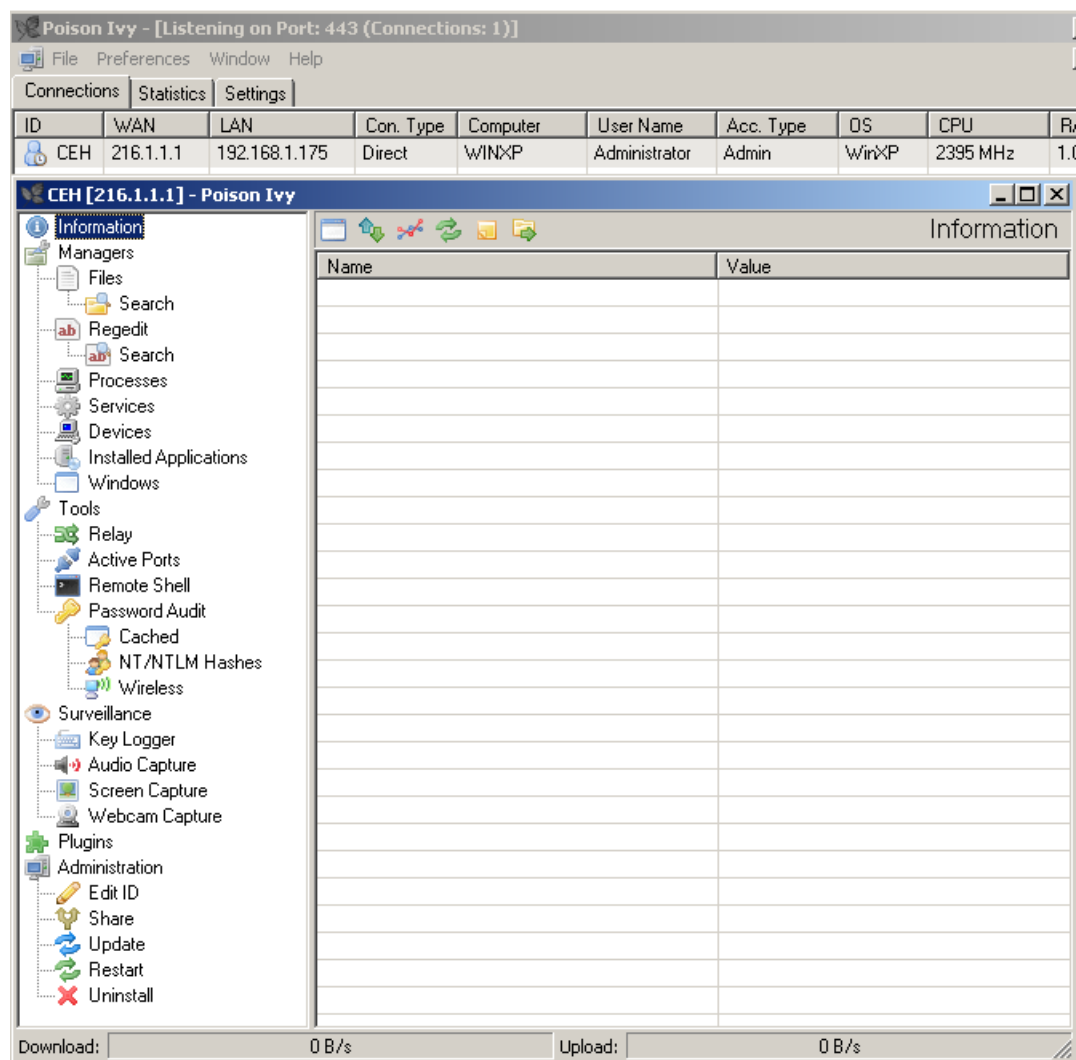 Poison Ivy - [Listening on Port: 443 (Connections: 1)]
File Preferences Window Help
Connections Statistics Settings
ID WAN LAN Con. Type Computer User Name Acc. Type OS CPU
CEH 216.1.1.1 192.168.1.175 Direct WINXP Administrator Admin WinXP 2395 MHz
CEH [216.1.1.1] - Poison Ivy
Information
Managers
Files
Search
Regedit
Search
Processes
Services
Devices
Installed Applications
Windows
Tools
Relay
Active Ports
Remote Shell
Password Audit
Cached
NT/NTLM Hashes
Wireless
Surveillance
Key Logger
Audio Capture
Screen Capture
Webcam Capture
Plugins
Administration
Edit ID
Share
Update
Restart
Uninstall
Information
Name Value
Download: 0 B/s Upload: 0 B/s